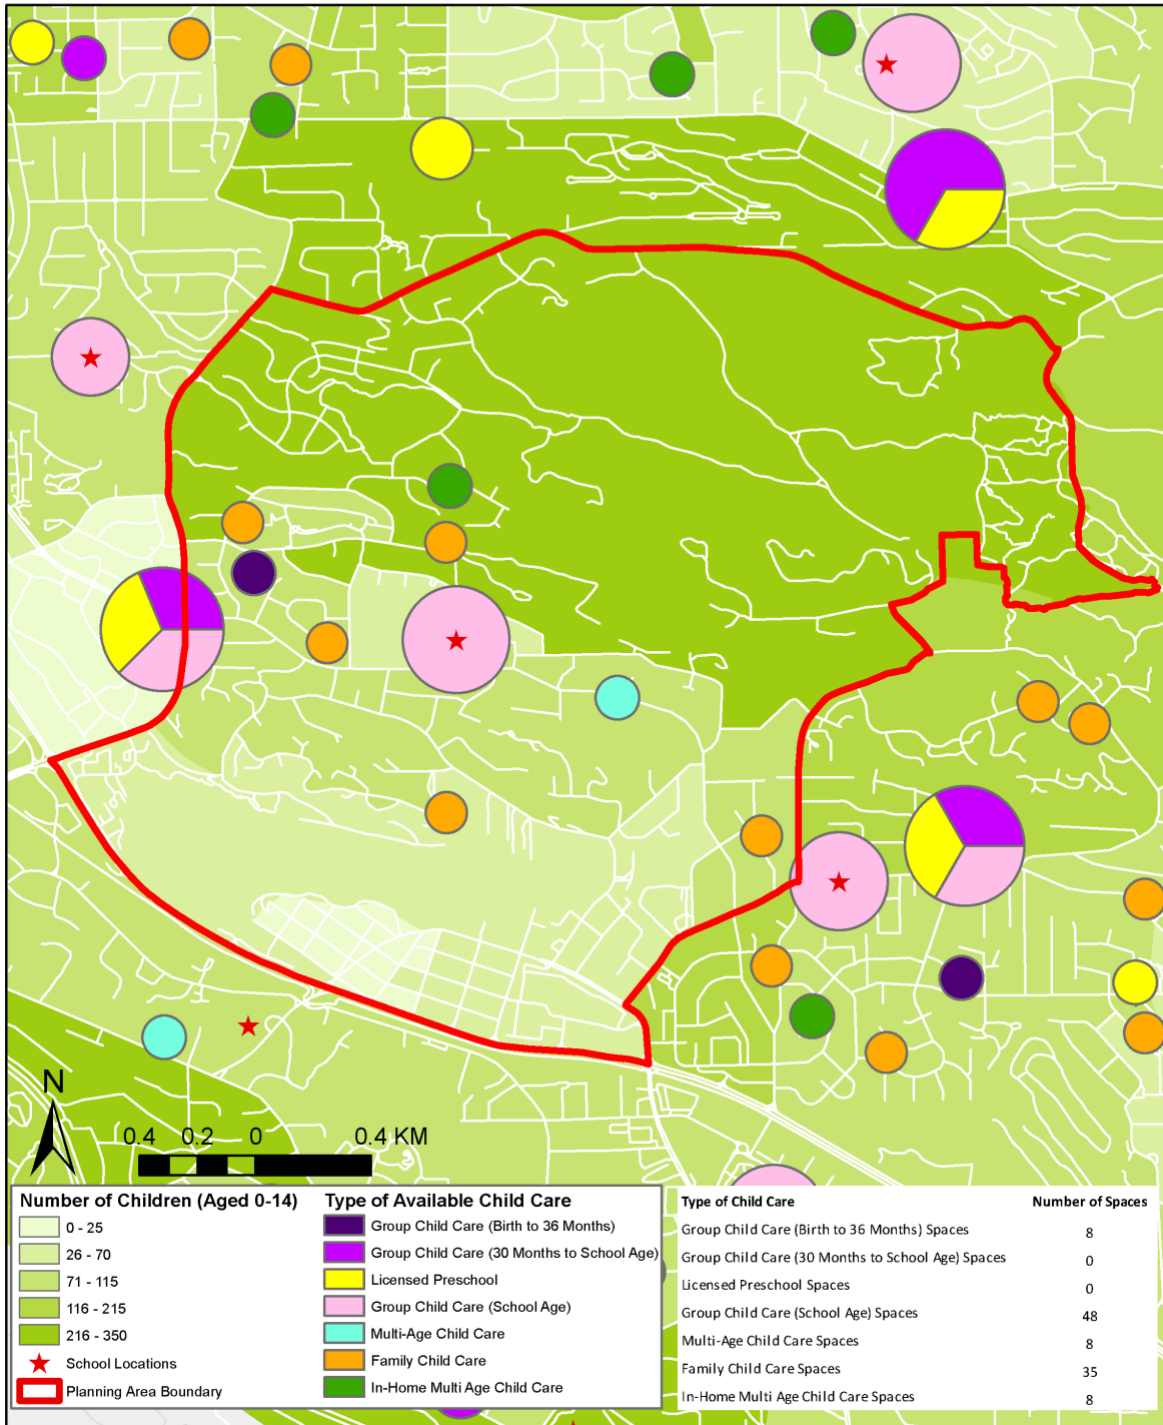 N
0.4 0.2 0 0.4 KM
Number of Children (Aged 0-14)
0 - 25
26 - 70
71 - 115
116 - 215
216 - 350
School Locations
Planning Area Boundary
Type of Available Child Care
Group Child Care (Birth to 36 Months)
Group Child Care (30 Months to School Age)
Licensed Preschool
Group Child Care (School Age)
Multi-Age Child Care
Family Child Care
In-Home Multi Age Child Care
Type of Child Care Number of Spaces
Group Child Care (Birth to 36 Months) Spaces 8
Group Child Care (30 Months to School Age) Spaces 0
Licensed Preschool Spaces 0
Group Child Care (School Age) Spaces 48
Multi-Age Child Care Spaces 8
Family Child Care Spaces 35
In-Home Multi Age Child Care Spaces 8